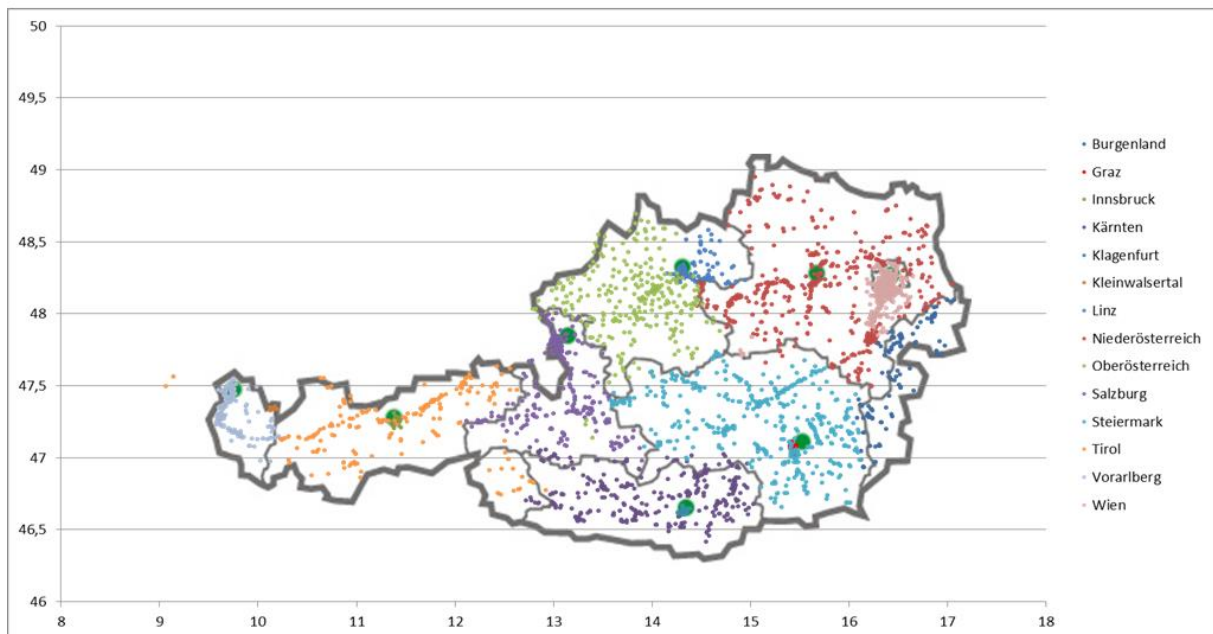 50
49,5
49
48,5
48
47,5
47
46,5
46
8 9 10 11 12 13 14 15 16 17 18
Burgenland
Graz
Innsbruck
Kärnten
Klagenfurt
Kleinwalsertal
Linz
Niederösterreich
Oberösterreich
Salzburg
Steiermark
Tirol
Vorarlberg
Wien